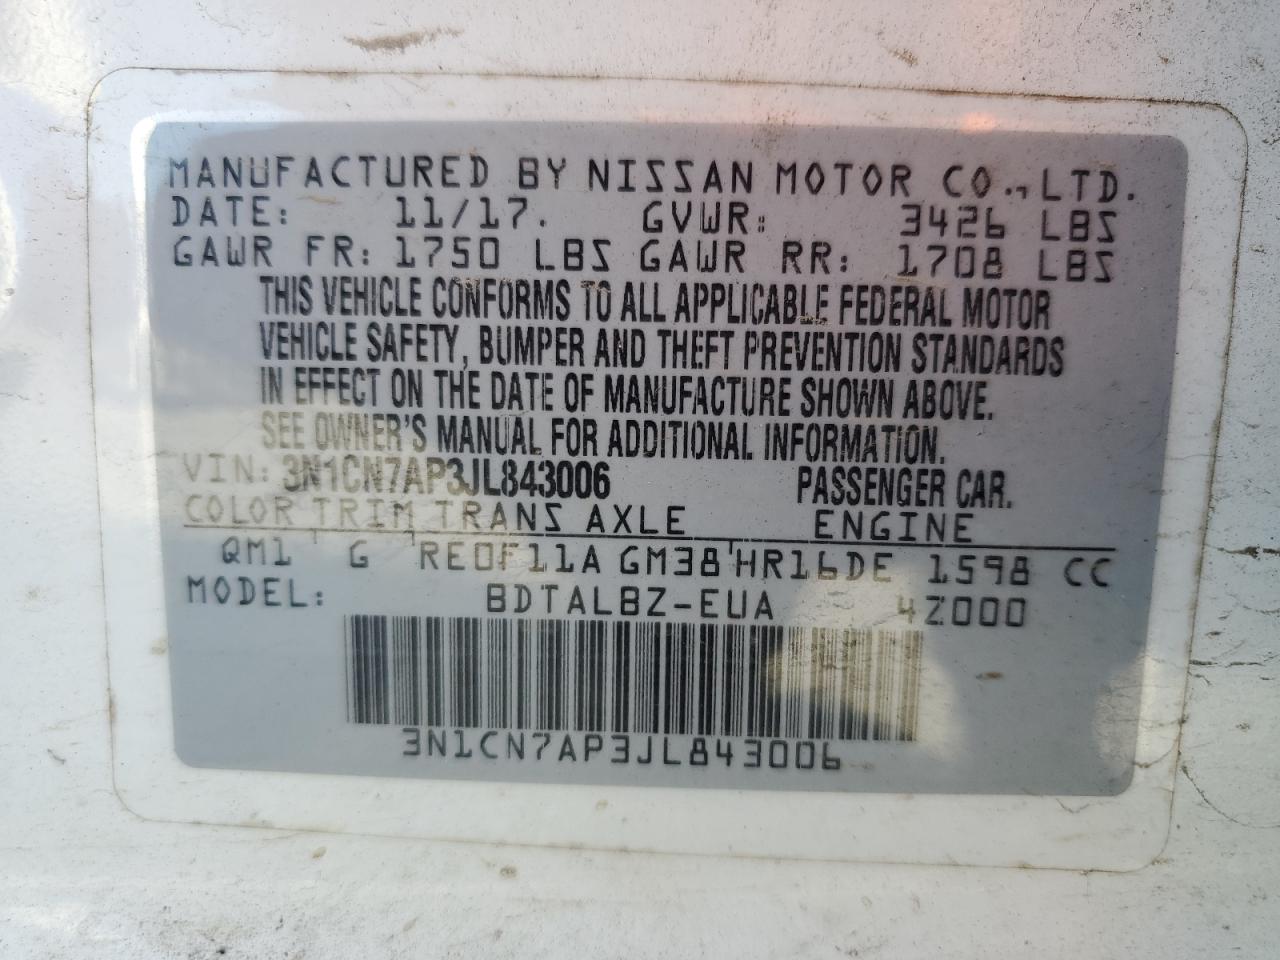 MANUFACTURED BY NISSAN MOTOR CO., LTD.
DATE: 11/17. GVWR: 3426 LBS
GAWR FR: 1750 LBS GAWR RR: 1708 LBS
THIS VEHICLE CONFORMS TO ALL APPLICABLE FEDERAL MOTOR
VEHICLE SAFETY, BUMPER AND THEFT PREVENTION STANDARDS
IN EFFECT ON THE DATE OF MANUFACTURE SHOWN ABOVE.
SEE OWNER'S MANUAL FOR ADDITIONAL INFORMATION.
VIN: 3N1CN7AP3JL843006 PASSENGER CAR.
COLOR TRIM TRANS AXLE ENGINE
QM1 G RE0F11A GM38 HR16DE 1598 CC
MODEL: BDTALBZ-EUA 4Z000
3N1CN7AP3JL843006